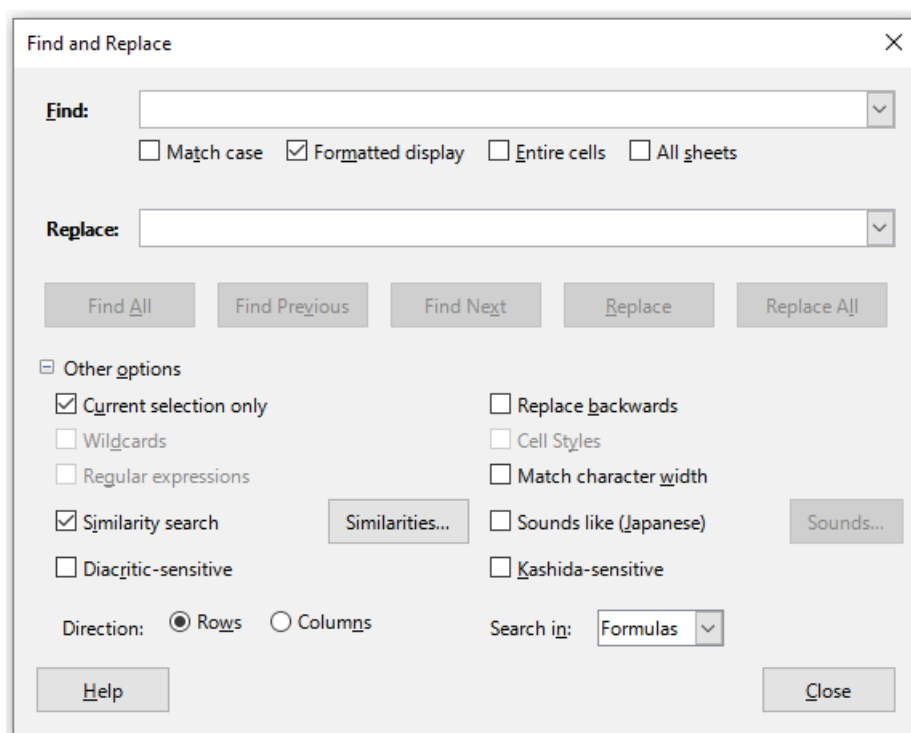 Find and Replace
Find:
Match case Formatted display Entire cells All sheets
Replace:
Find All Find Previous Find Next Replace Replace All
Other options
Current selection only Replace backwards
Wildcards Cell Styles
Regular expressions Match character width
Similarity search Similarities... Sounds like (Japanese) Sounds...
Diacritic-sensitive Kashida-sensitive
Direction: Rows Columns Search in: Formulas
Help Close